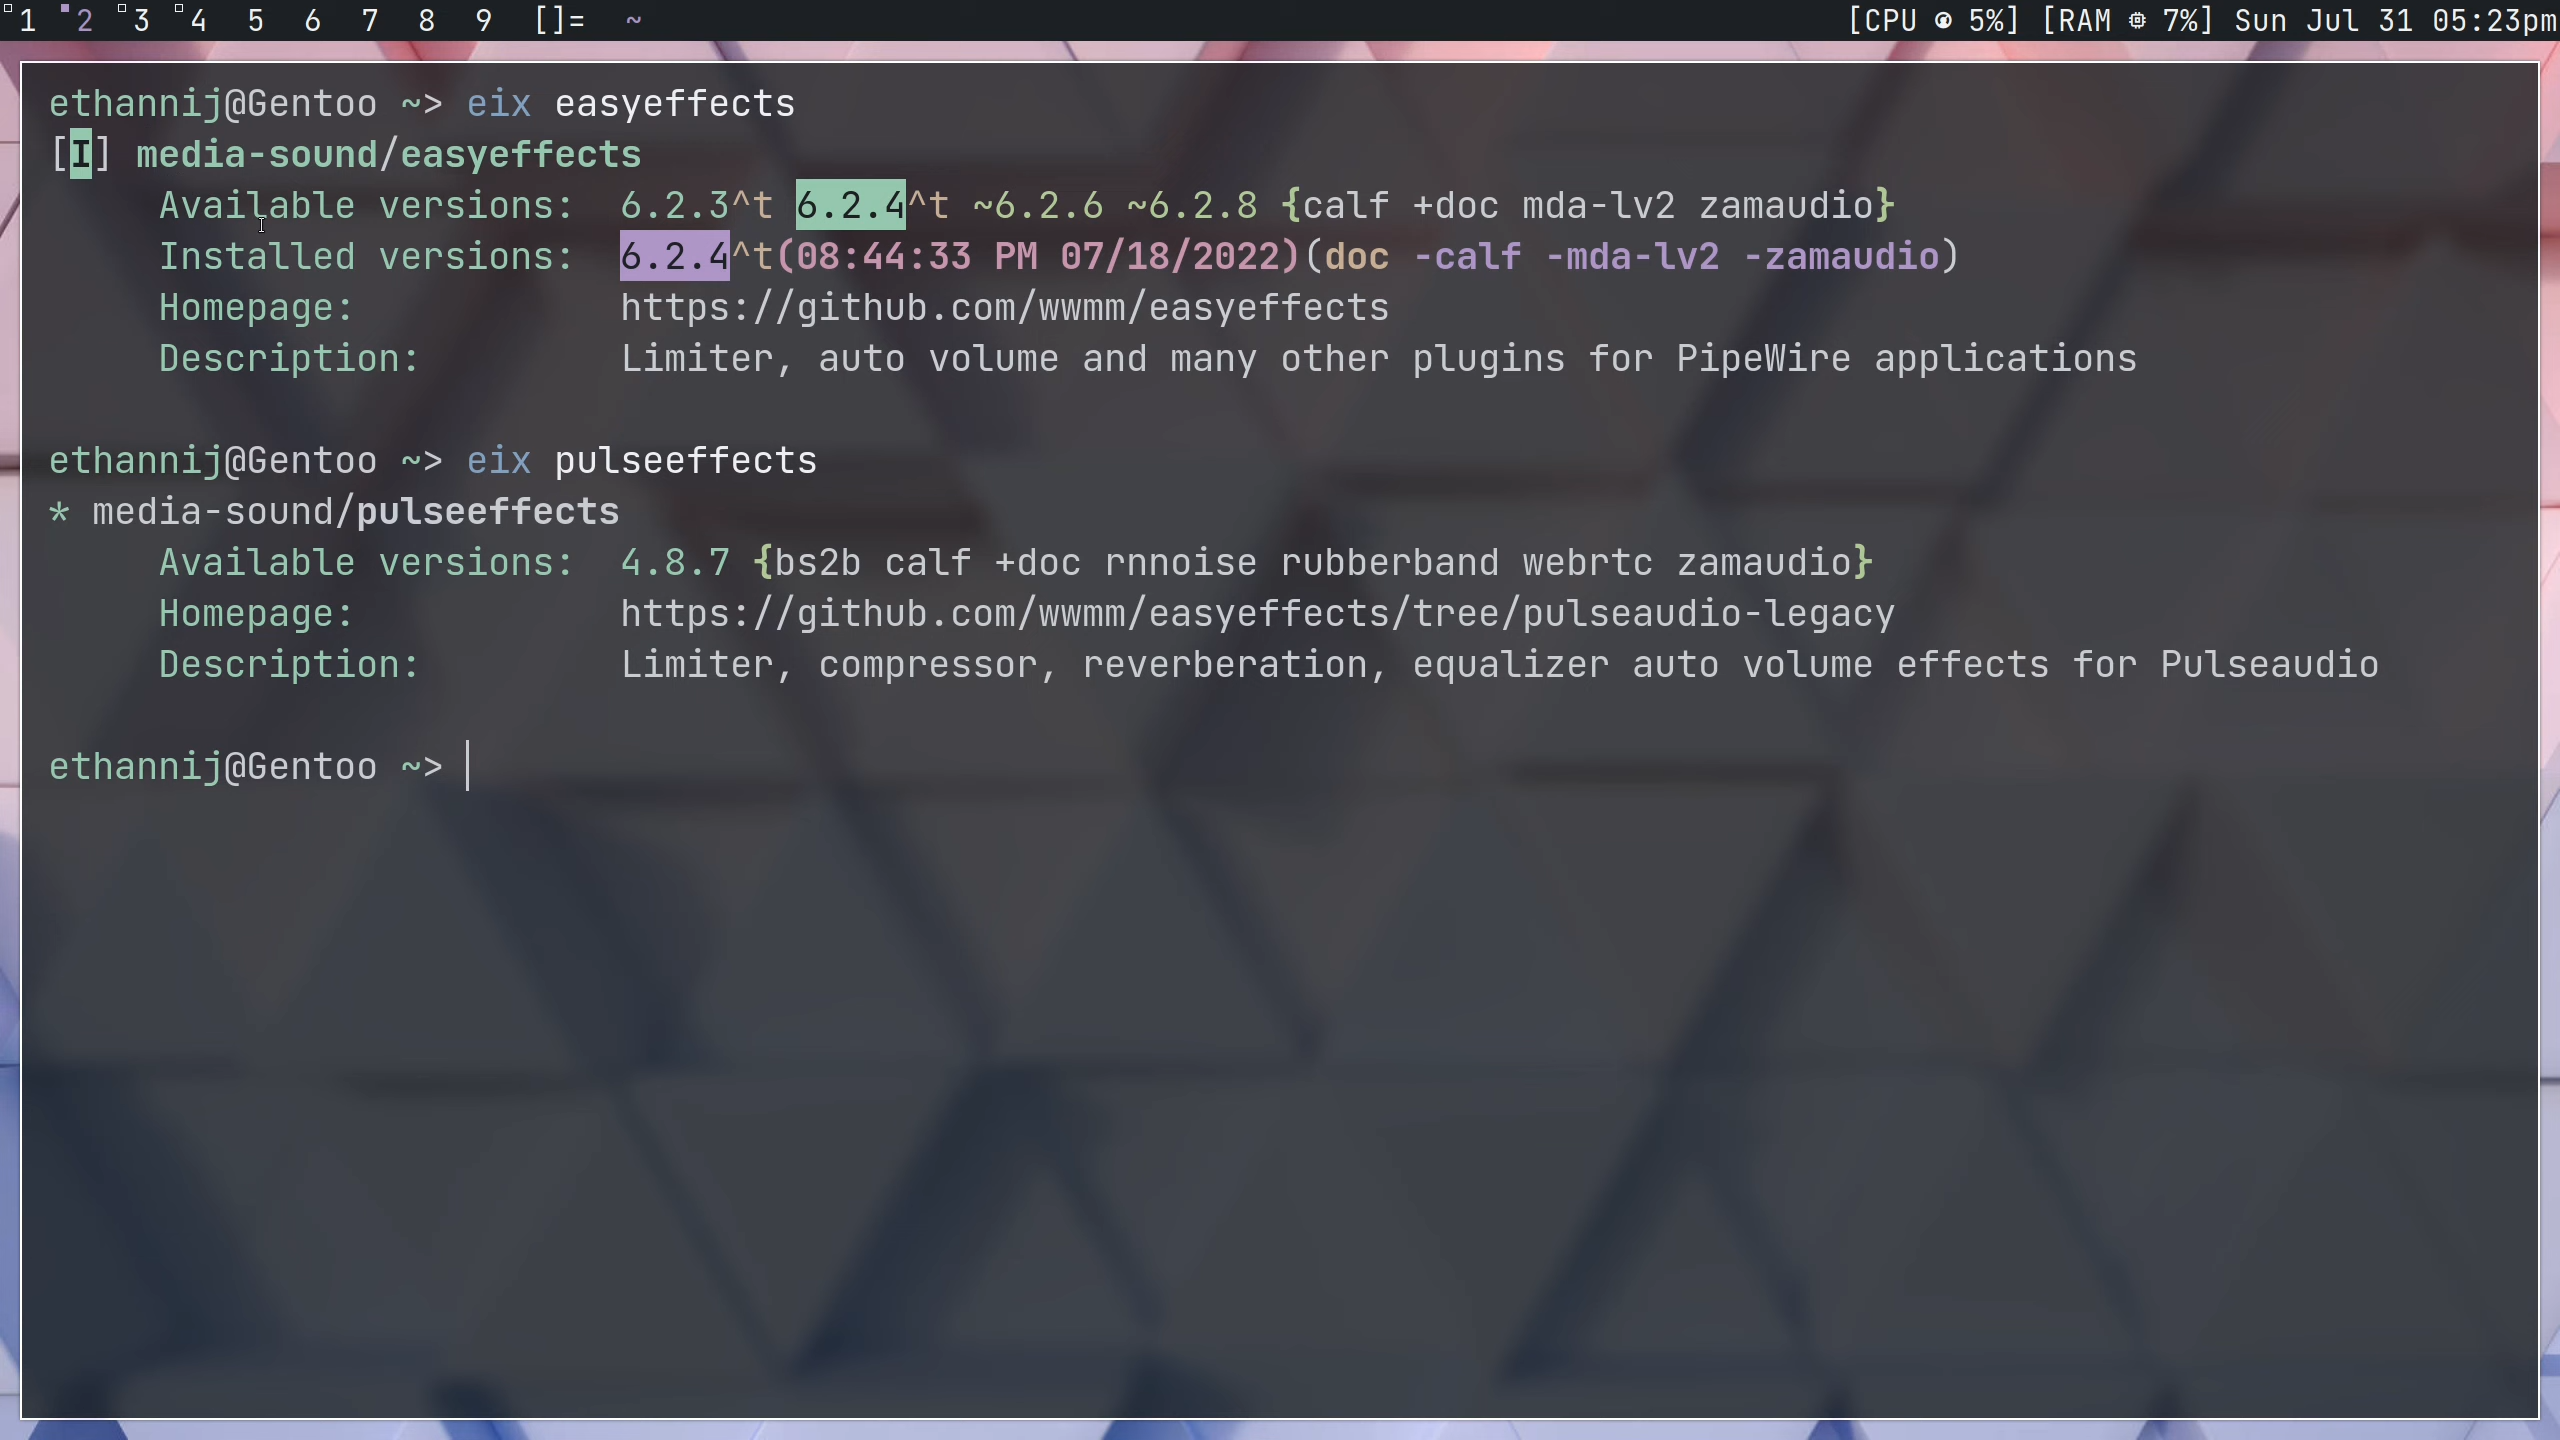 1 2 3 4 5 6 7 8 9 []= ~ [CPU 5%] [RAM 7%] Sun Jul 31 05:23pm
ethannij@Gentoo ~> eix easyeffects
[I] media-sound/easyeffects
Available versions: 6.2.3^t 6.2.4^t ~6.2.6 ~6.2.8 {calf +doc mda-lv2 zamaudio}
Installed versions: 6.2.4^t(08:44:33 PM 07/18/2022)(doc -calf -mda-lv2 -zamaudio)
Homepage: https://github.com/wwmm/easyeffects
Description: Limiter, auto volume and many other plugins for PipeWire applications
ethannij@Gentoo ~> eix pulseeffects
* media-sound/pulseeffects
Available versions: 4.8.7 {bs2b calf +doc rnnoise rubberband webrtc zamaudio}
Homepage: https://github.com/wwmm/easyeffects/tree/pulseaudio-legacy
Description: Limiter, compressor, reverberation, equalizer auto volume effects for Pulseaudio
ethannij@Gentoo ~>